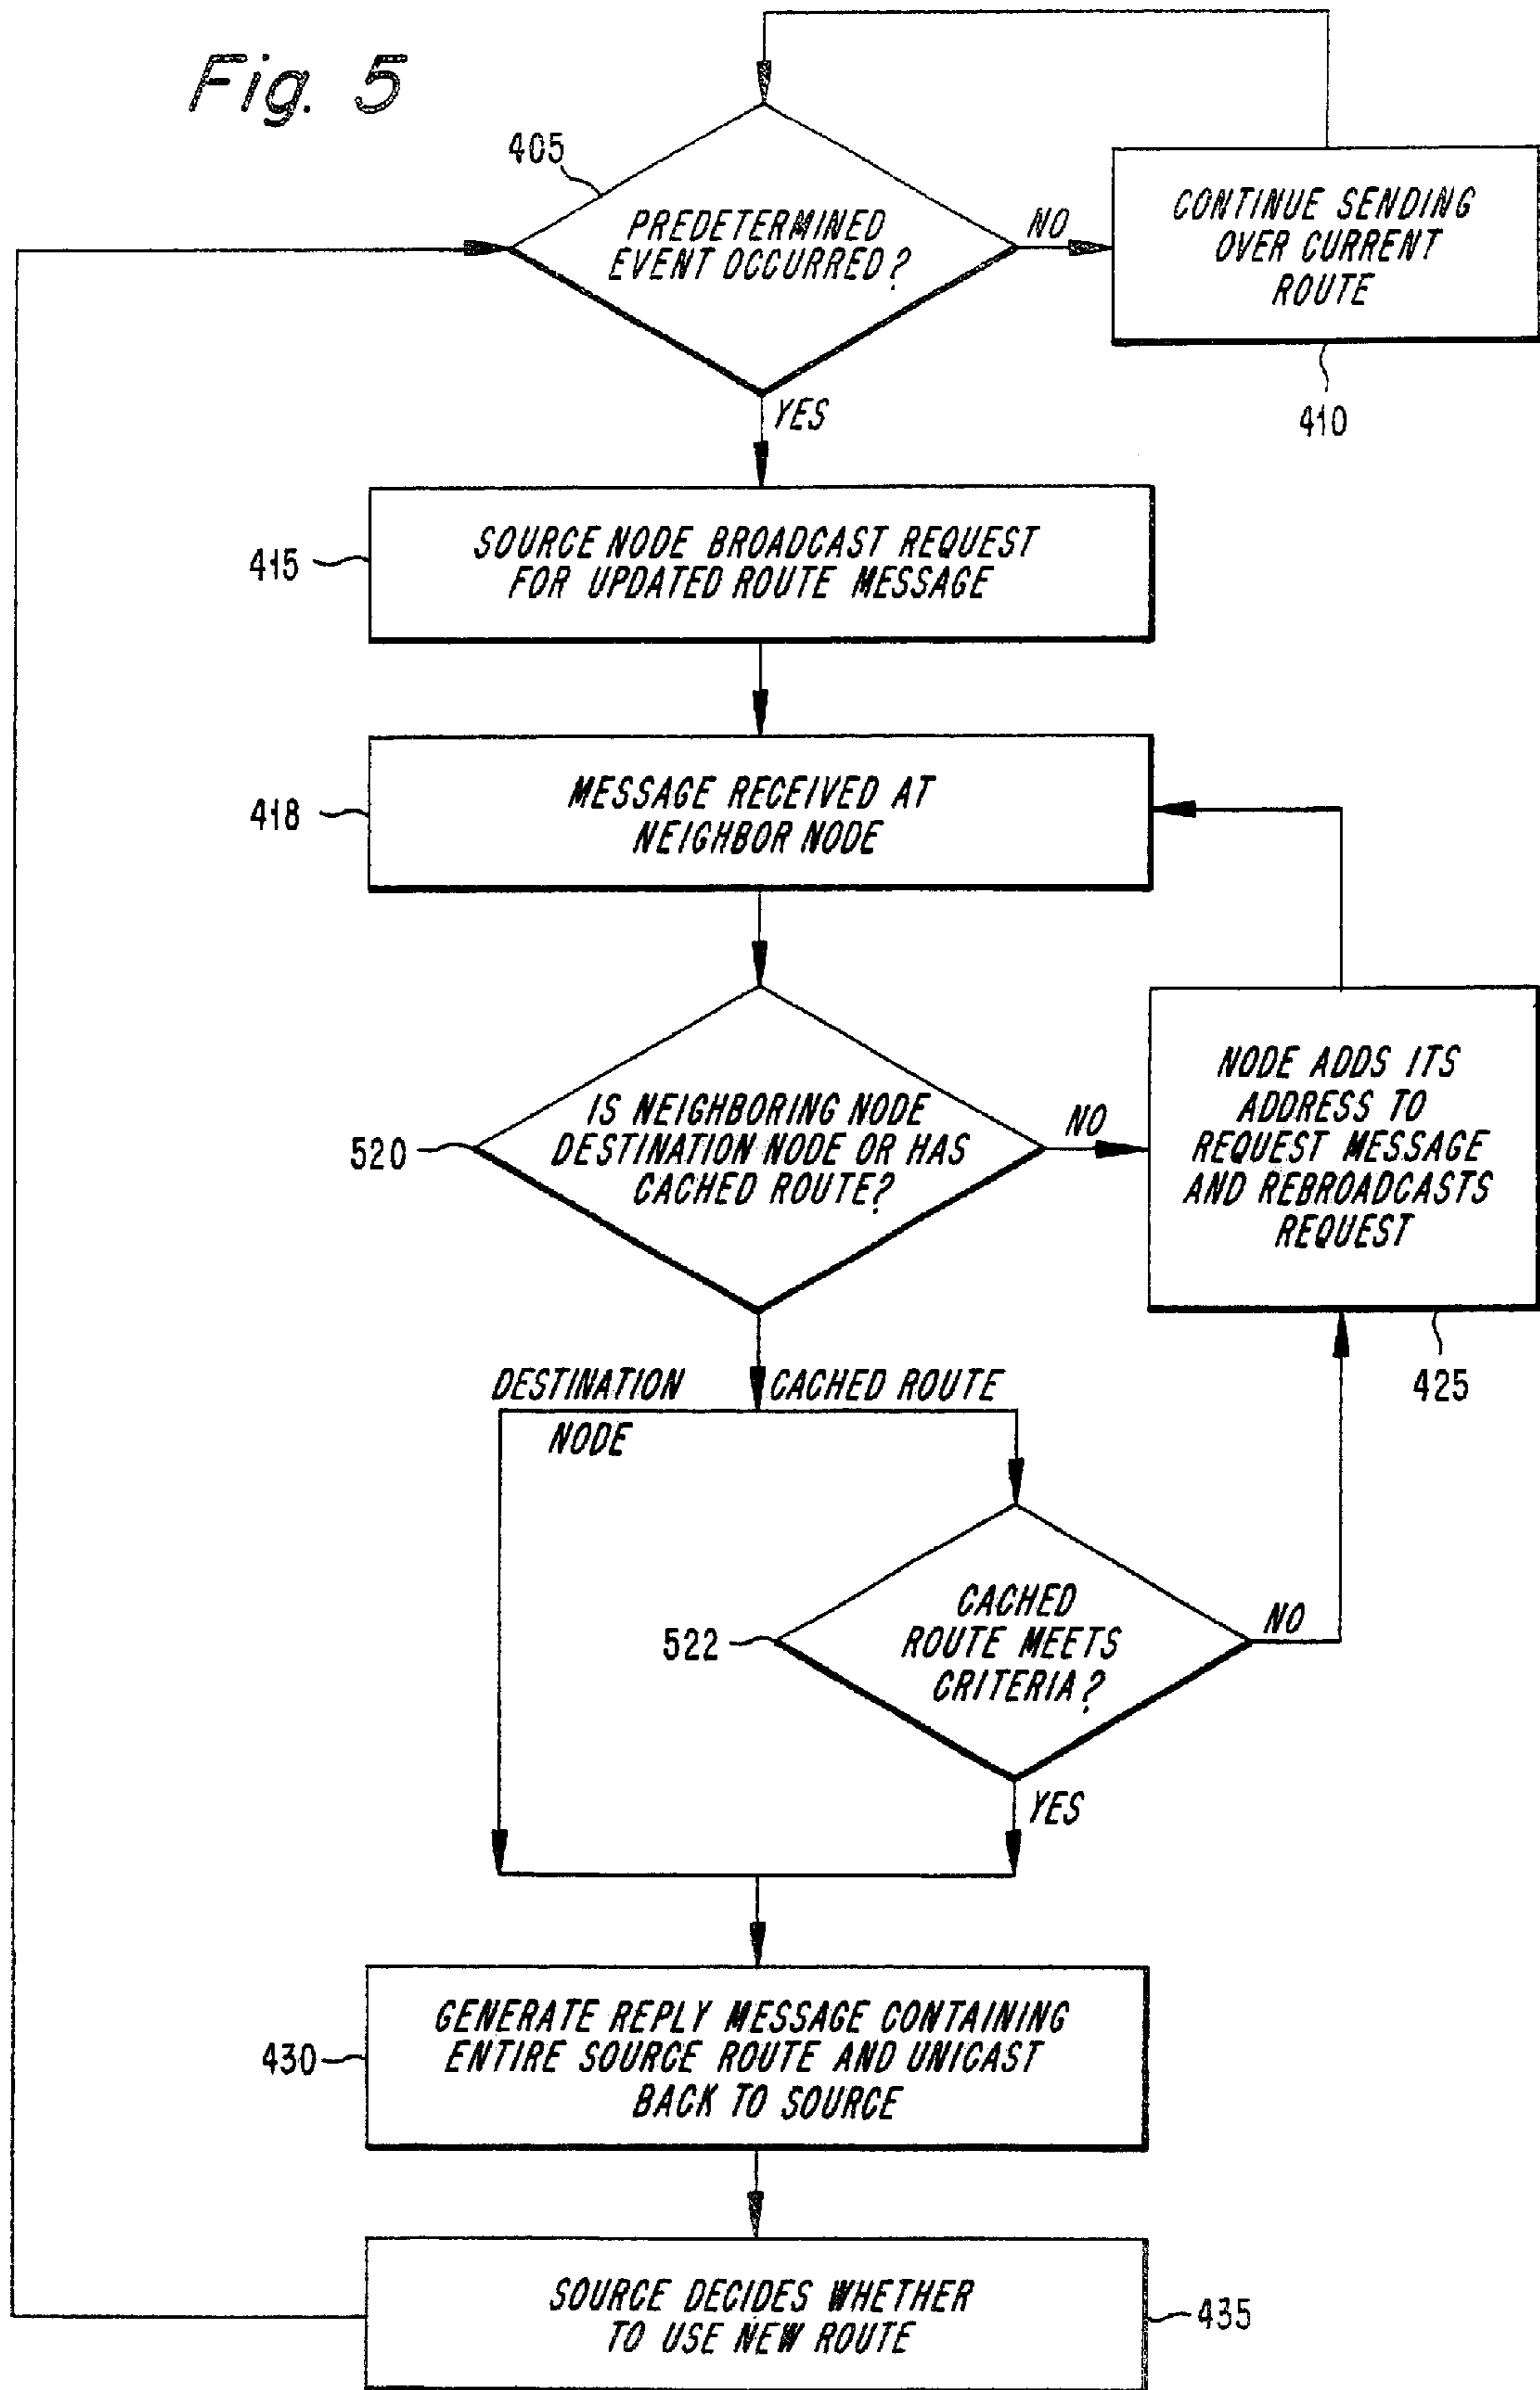 Fig. 5
405
PREDETERMINED
EVENT OCCURRED?
NO
CONTINUE SENDING
OVER CURRENT
ROUTE
410
YES
415
SOURCE NODE BROADCAST REQUEST
FOR UPDATED ROUTE MESSAGE
418
MESSAGE RECEIVED AT
NEIGHBOR NODE
520
IS NEIGHBORING NODE
DESTINATION NODE OR HAS
CACHED ROUTE?
NO
NODE ADDS ITS
ADDRESS TO
REQUEST MESSAGE
AND REBROADCASTS
REQUEST
425
DESTINATION
NODE
CACHED ROUTE
522
CACHED
ROUTE MEETS
CRITERIA?
NO
YES
430
GENERATE REPLY MESSAGE CONTAINING
ENTIRE SOURCE ROUTE AND UNICAST
BACK TO SOURCE
SOURCE DECIDES WHETHER
TO USE NEW ROUTE
435